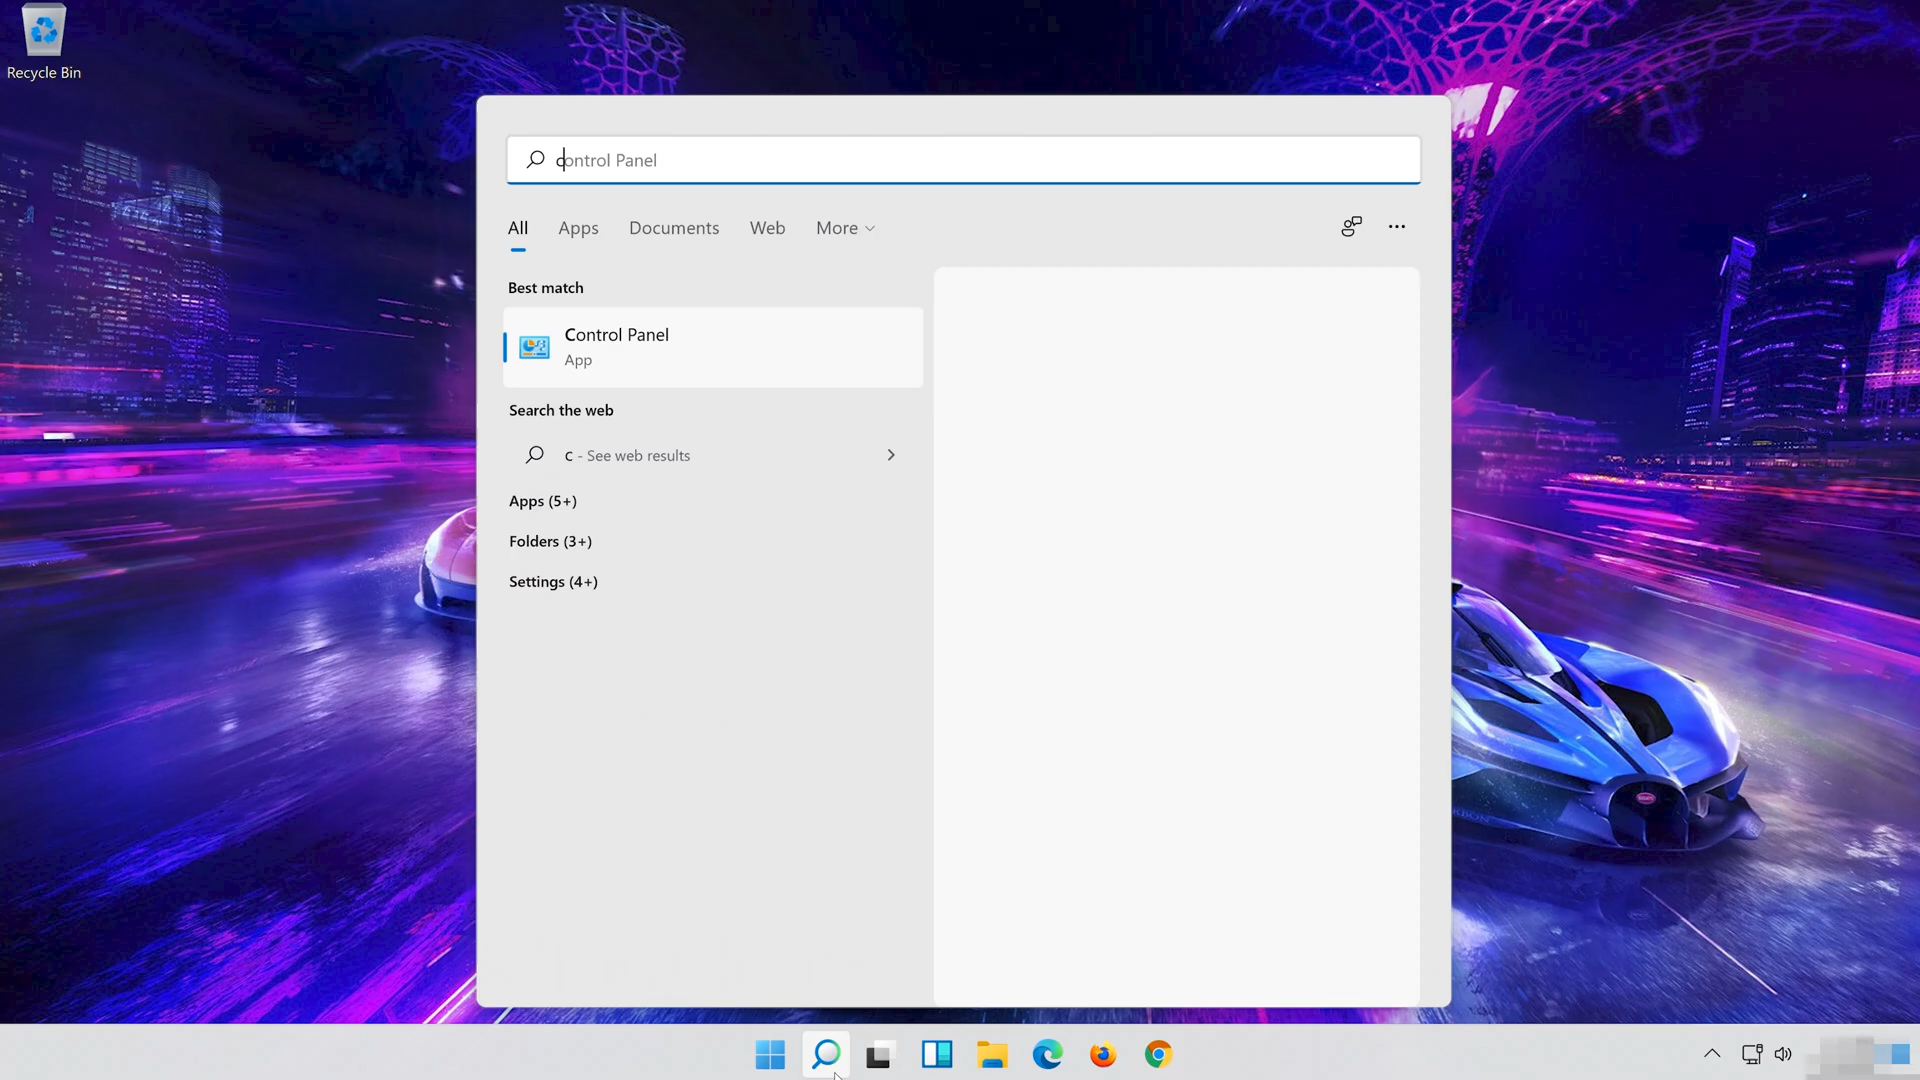 Recycle Bin
control Panel
All Apps Documents Web More
Best match
Control Panel
App
Search the web
c - See web results
Apps (5+)
Folders (3+)
Settings (4+)